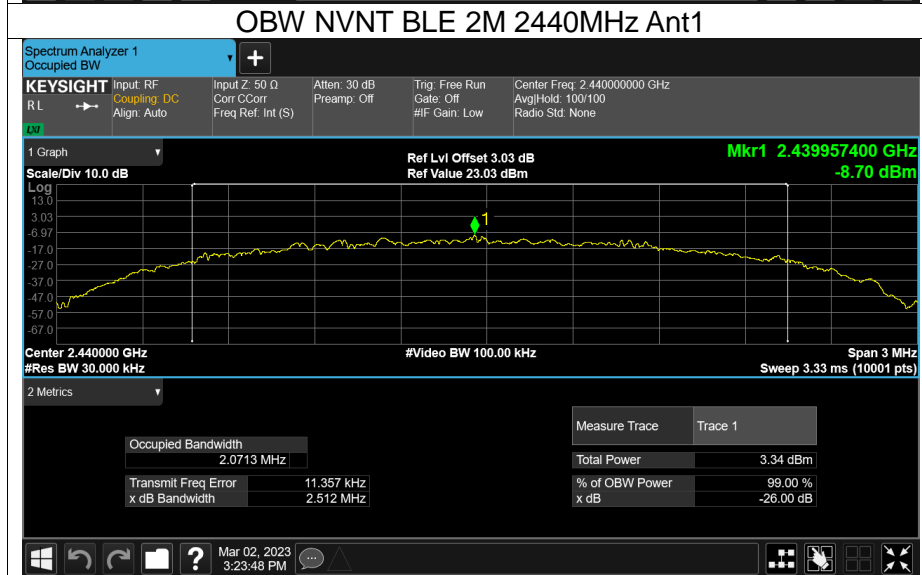 OBW NVNT BLE 2M 2440MHz Ant1
Spectrum Analyzer 1
Occupied BW
KEYSIGHT
R L
LXI
Input: RF
Coupling: DC
Align: Auto
Input Z: 50 Ω
Corr CCorr
Freq Ref: Int (S)
Atten: 30 dB
Preamp: Off
Trig: Free Run
Gate: Off
#IF Gain: Low
Center Freq: 2.440000000 GHz
Avg|Hold: 100/100
Radio Std: None
1 Graph
Scale/Div 10.0 dB
Ref Lvl Offset 3.03 dB
Ref Value 23.03 dBm
Mkr1 2.439957400 GHz
-8.70 dBm
Log
13.0
3.03
-6.97
-17.0
-27.0
-37.0
-47.0
-57.0
-67.0
1
Center 2.440000 GHz
#Res BW 30.000 kHz
#Video BW 100.00 kHz
Span 3 MHz
Sweep 3.33 ms (10001 pts)
2 Metrics
Occupied Bandwidth
2.0713 MHz
Transmit Freq Error 11.357 kHz
x dB Bandwidth 2.512 MHz
Measure Trace Trace 1
Total Power 3.34 dBm
% of OBW Power 99.00 %
x dB -26.00 dB
?
Mar 02, 2023
3:23:48 PM